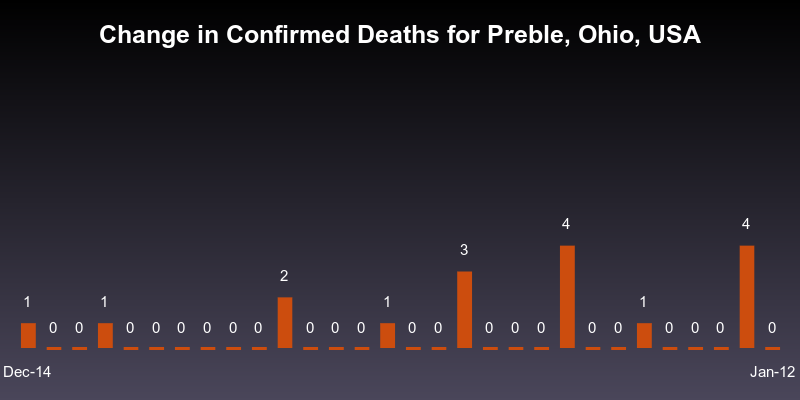 Change in Confirmed Deaths for Preble, Ohio, USA
4 4
3
2
1 1 1 1
0 0 0 0 0 0 0 0 0 0 0 0 0 0 0 0 0 0 0 0 0 0
Dec-14 Jan-12